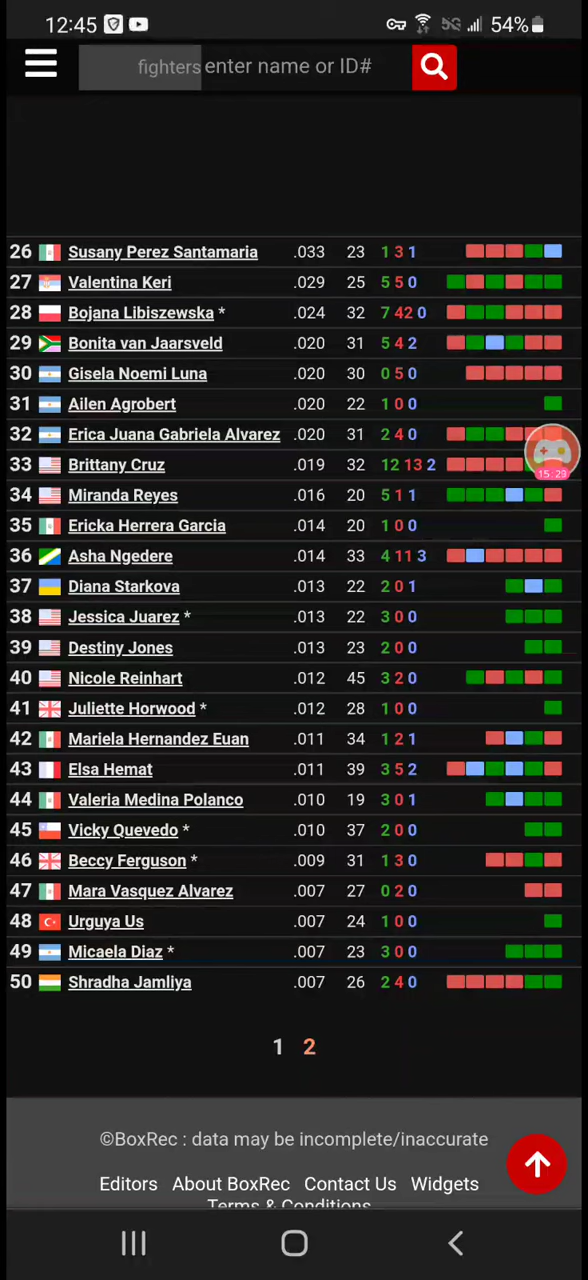 12:45 5G 54%
fighters enter name or ID#
26 Susany Perez Santamaria .033 23 1 3 1
27 Valentina Keri .029 25 5 5 0
28 Bojana Libiszewska * .024 32 7 42 0
29 Bonita van Jaarsveld .020 31 5 4 2
30 Gisela Noemi Luna .020 30 0 5 0
31 Ailen Agrobert .020 22 1 0 0
32 Erica Juana Gabriela Alvarez .020 31 2 4 0
33 Brittany Cruz .019 32 12 13 2
15:29
34 Miranda Reyes .016 20 5 1 1
35 Ericka Herrera Garcia .014 20 1 0 0
36 Asha Ngedere .014 33 4 11 3
37 Diana Starkova .013 22 2 0 1
38 Jessica Juarez * .013 22 3 0 0
39 Destiny Jones .013 23 2 0 0
40 Nicole Reinhart .012 45 3 2 0
41 Juliette Horwood * .012 28 1 0 0
42 Mariela Hernandez Euan .011 34 1 2 1
43 Elsa Hemat .011 39 3 5 2
44 Valeria Medina Polanco .010 19 3 0 1
45 Vicky Quevedo * .010 37 2 0 0
46 Beccy Ferguson * .009 31 1 3 0
47 Mara Vasquez Alvarez .007 27 0 2 0
48 Urguya Us .007 24 1 0 0
49 Micaela Diaz * .007 23 3 0 0
50 Shradha Jamliya .007 26 2 4 0
1 2
©BoxRec : data may be incomplete/inaccurate
Editors About BoxRec Contact Us Widgets
Terms & Conditions